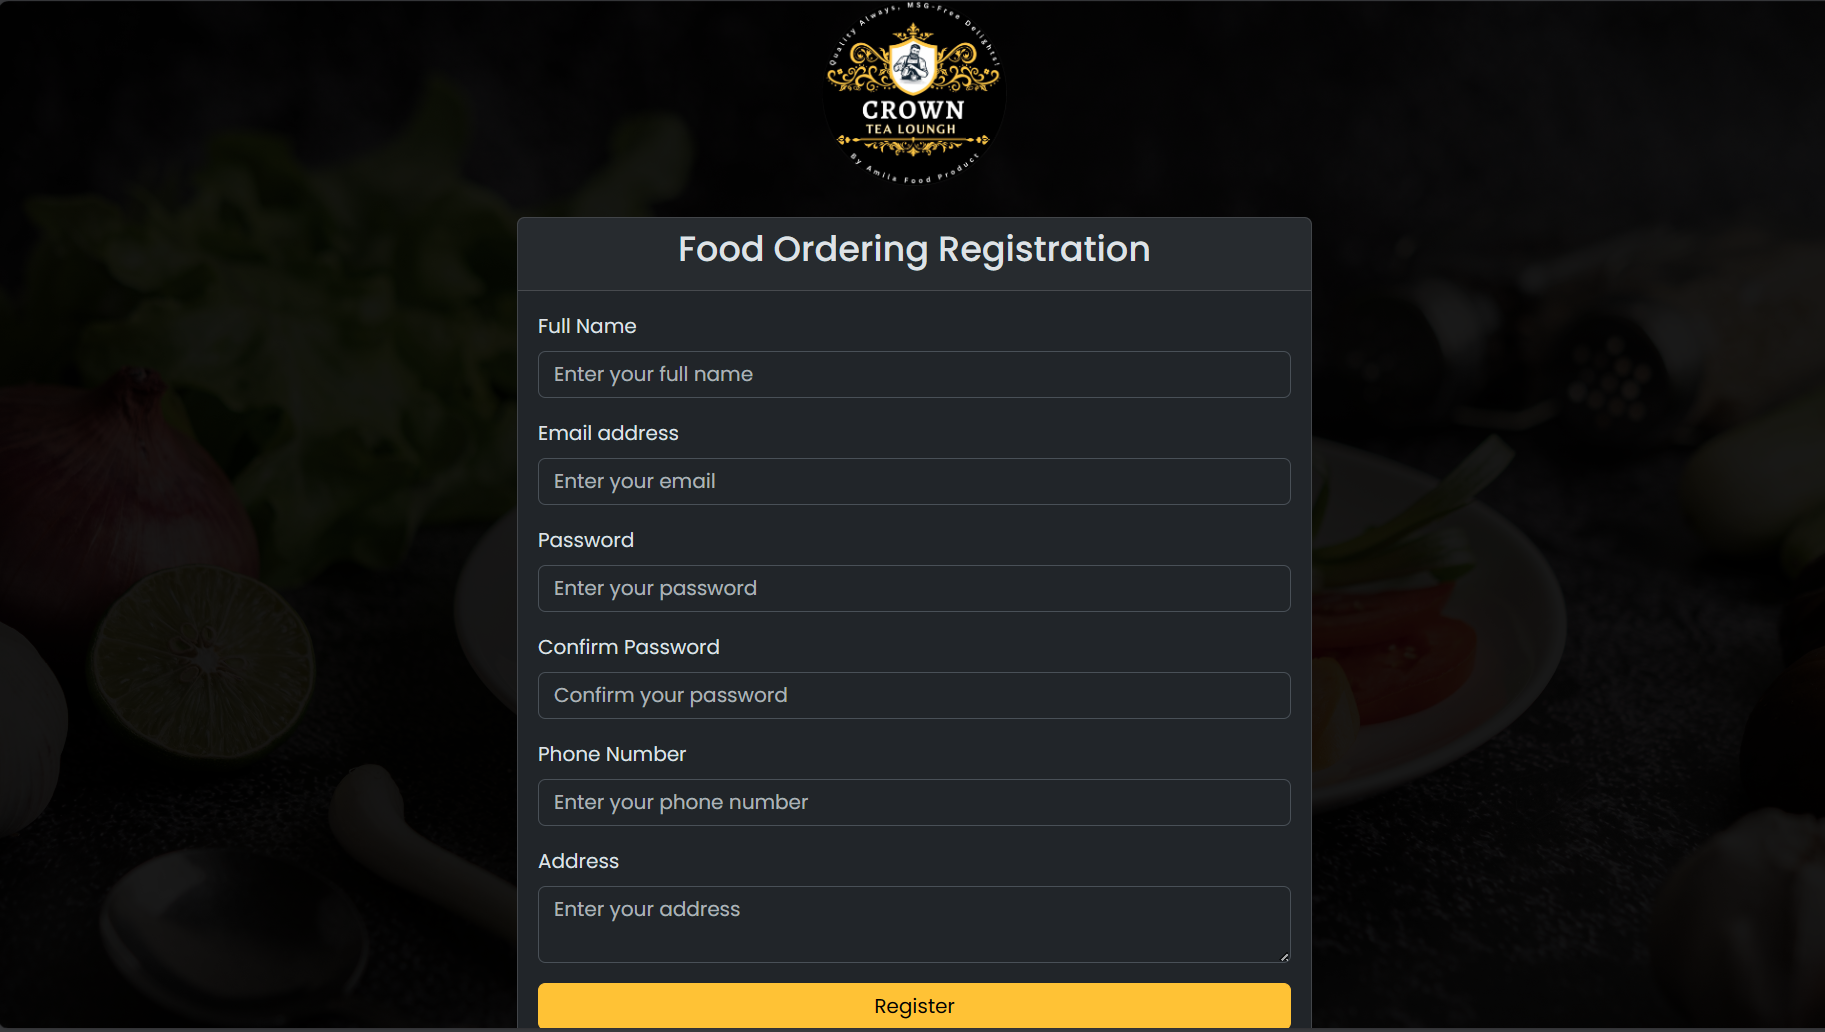 Quality Always, MSG-Free Delights!
CROWN
TEA LOUNGH
By Amila Food Product
Food Ordering Registration
Full Name
Enter your full name
Email address
Enter your email
Password
Enter your password
Confirm Password
Confirm your password
Phone Number
Enter your phone number
Address
Enter your address
Register